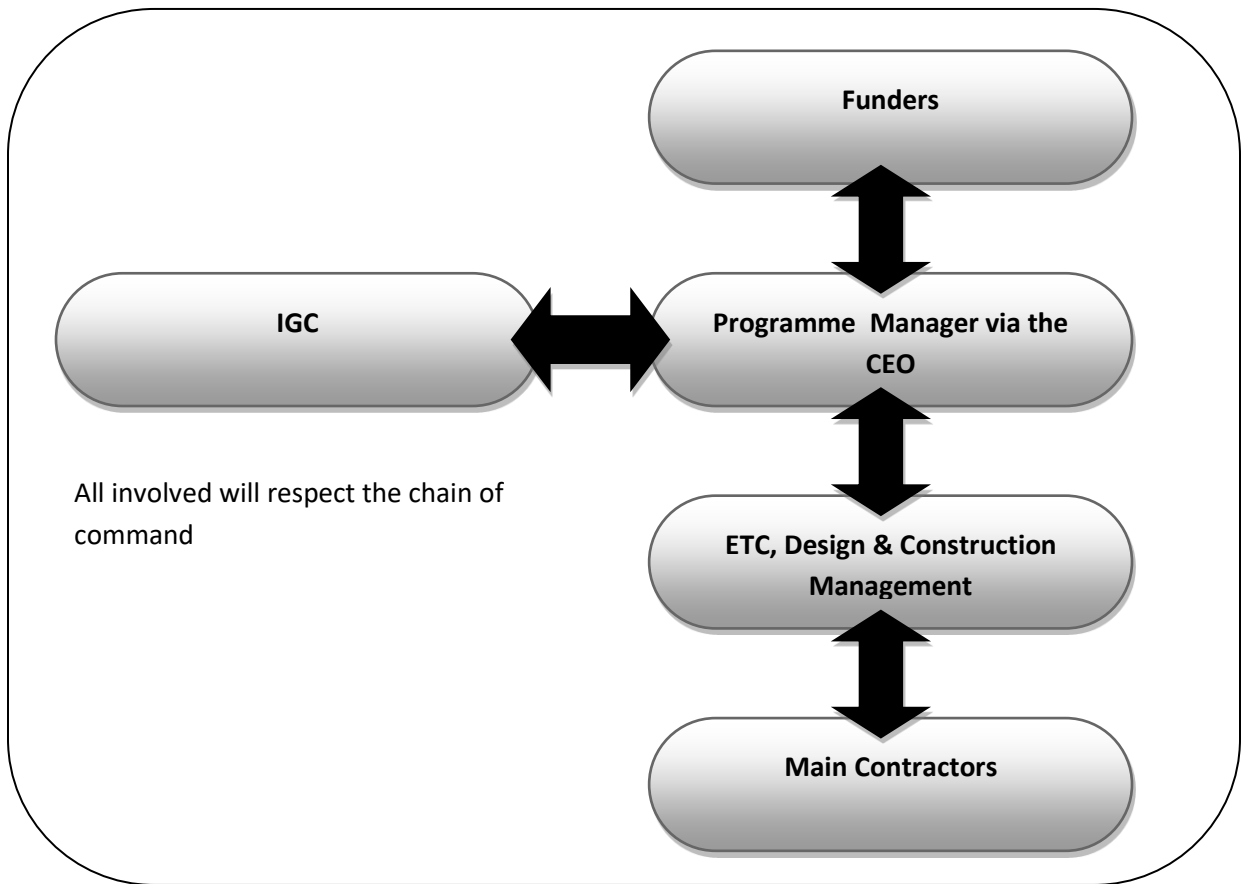 Funders
IGC
Programme  Manager via the
CEO
All involved will respect the chain of
command
ETC, Design & Construction
Management
Main Contractors